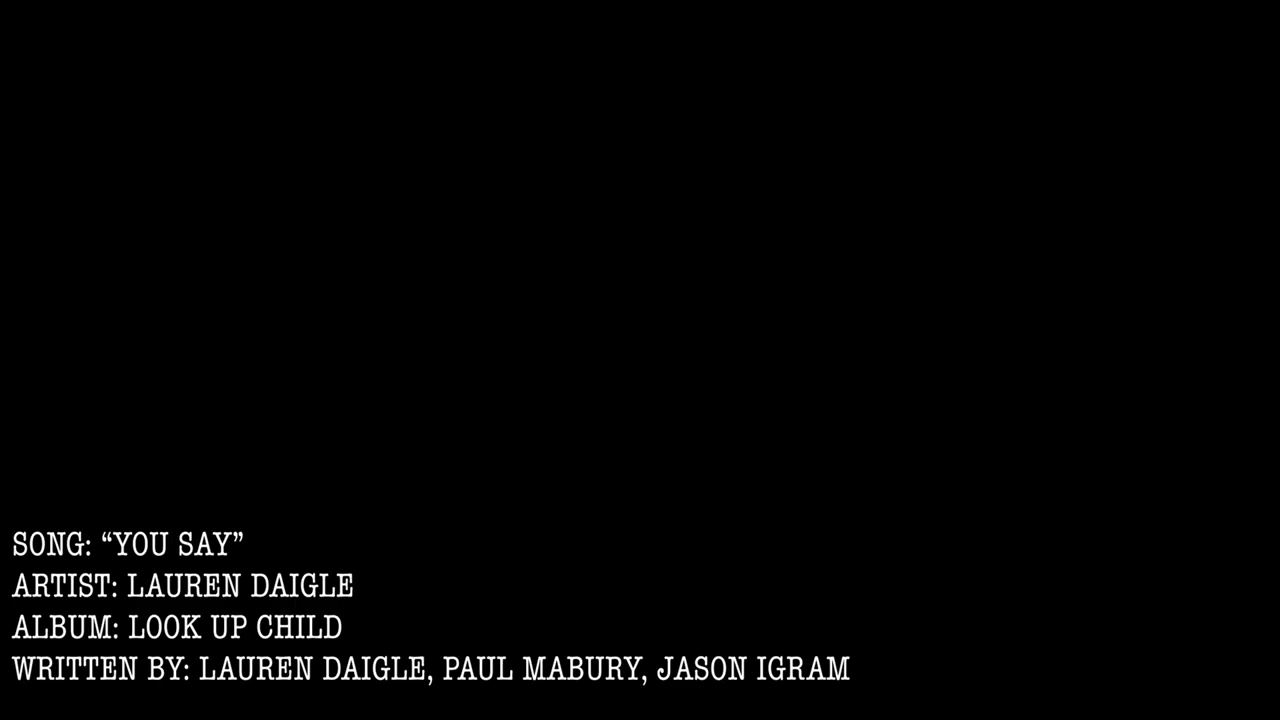 SONG: “YOU SAY”
ARTIST: LAUREN DAIGLE
ALBUM: LOOK UP CHILD
WRITTEN BY: LAUREN DAIGLE, PAUL MABURY, JASON IGRAM